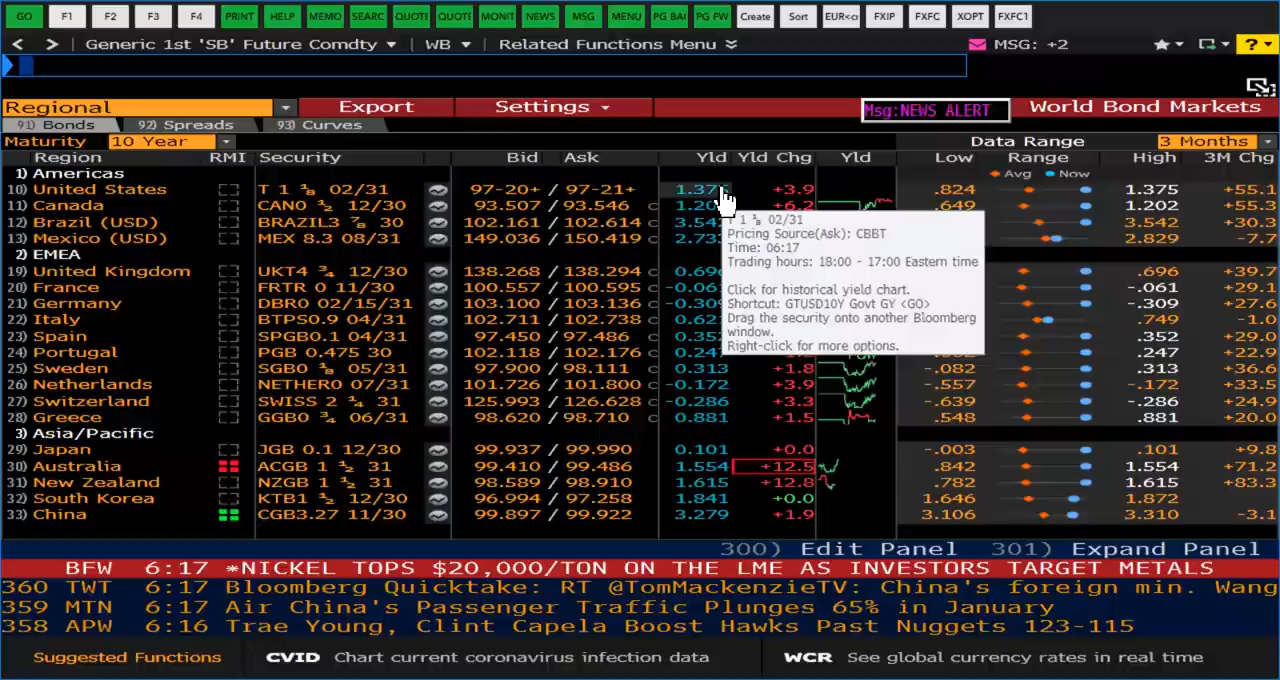 GO F1 F2 F3 F4 PRINT HELP MEMO SEARC QUOTE QUOT MONIT NEWS MSG MENU PG BA PG FW Create Sort EUR<c FXIP FXFC XOPT FXFC1
< > Generic 1st 'SB' Future Comdty WB Related Functions Menu MSG: +2 ?
Regional Export Settings Msg:NEWS ALERT World Bond Markets
91) Bonds 92) Spreads 93) Curves
Maturity 10 Year Data Range 3 Months
Region RMI Security Bid Ask Yld Yld Chg Yld Low Range High 3M Chg
1) Americas Avg Now
10) United States T 1 ⅛ 02/31 97-20+ / 97-21+ 1.375 +3.9 .824 1.375 +55.1
11) Canada CAN0 ½ 12/30 93.507 / 93.546 c 1.20 +6.2 .649 1.202 +55.3
12) Brazil (USD) BRAZIL3 ⅞ 30 102.161 / 102.614 c 3.54 3.542 +30.3
13) Mexico (USD) MEX 8.3 08/31 149.036 / 150.419 c 2.73 2.829 -7.7
T 1 ⅛ 02/31
Pricing Source(Ask): CBBT
Time: 06:17
Trading hours: 18:00 - 17:00 Eastern time
Click for historical yield chart.
Shortcut: GTUSD10Y Govt GY <GO>
Drag the security onto another Bloomberg
window.
Right-click for more options.
2) EMEA
19) United Kingdom UKT4 ¾ 12/30 138.268 / 138.294 c 0.69 .696 +39.7
20) France FRTR 0 11/30 100.557 / 100.595 c -0.06 -.061 +29.1
21) Germany DBR0 02/15/31 103.100 / 103.136 c -0.30 -.309 +27.6
22) Italy BTPS0.9 04/31 102.711 / 102.738 c 0.62 .749 -1.0
23) Spain SPGB0.1 04/31 97.450 / 97.486 c 0.35 .352 +29.0
24) Portugal PGB 0.475 30 102.118 / 102.176 c 0.24 .247 +22.9
25) Sweden SGB0 ⅛ 05/31 98.000 / 98.111 c 0.313 +1.8 -.082 .313 +36.6
26) Netherlands NETHER0 07/31 101.726 / 101.800 c -0.172 +3.9 -.557 -.172 +33.5
27) Switzerland SWISS 2 ¼ 31 125.993 / 126.628 c -0.286 +3.3 -.639 -.286 +24.9
28) Greece GGB0 ¾ 06/31 98.620 / 98.710 c 0.881 +1.5 .548 .881 +20.0
3) Asia/Pacific
29) Japan JGB 0.1 12/30 99.937 / 99.990 0.101 +0.0 -.003 .101 +9.8
30) Australia ACGB 1 ½ 31 99.410 / 99.486 1.554 +12.5 .842 1.554 +71.2
31) New Zealand NZGB 1 ½ 31 98.589 / 98.910 1.615 +12.8 .782 1.615 +83.3
32) South Korea KTB1 ½ 12/30 96.994 / 97.258 1.841 +0.0 1.646 1.872
33) China CGB3.27 11/30 99.897 / 99.922 3.279 +1.9 3.106 3.310 -3.1
300) Edit Panel 301) Expand Panel
BFW 6:17 *NICKEL TOPS $20,000/TON ON THE LME AS INVESTORS TARGET METALS
360 TWT 6:17 Bloomberg Quicktake: RT @TomMackenzieTV: China's foreign min. Wang
359 MTN 6:17 Air China's Passenger Traffic Plunges 65% in January
358 APW 6:16 Trae Young, Clint Capela Boost Hawks Past Nuggets 123-115
Suggested Functions CVID Chart current coronavirus infection data WCR See global currency rates in real time